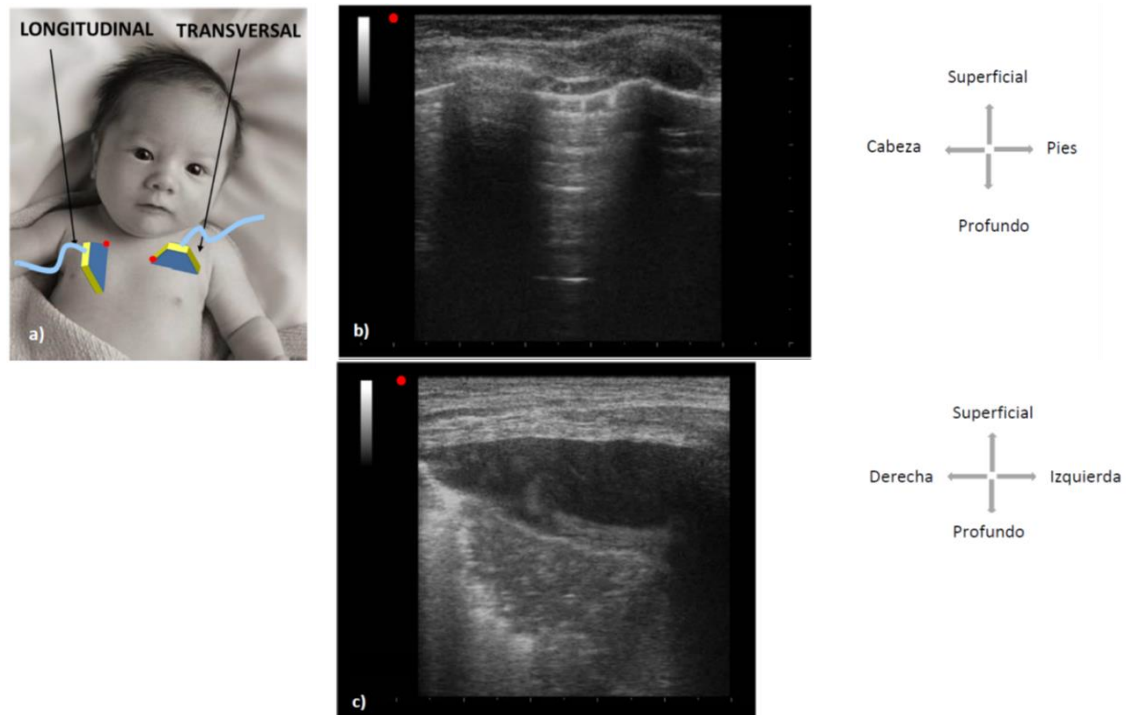 LONGITUDINAL TRANSVERSAL
a)
b)
Superficial
Cabeza Pies
Profundo
c)
Superficial
Derecha Izquierda
Profundo